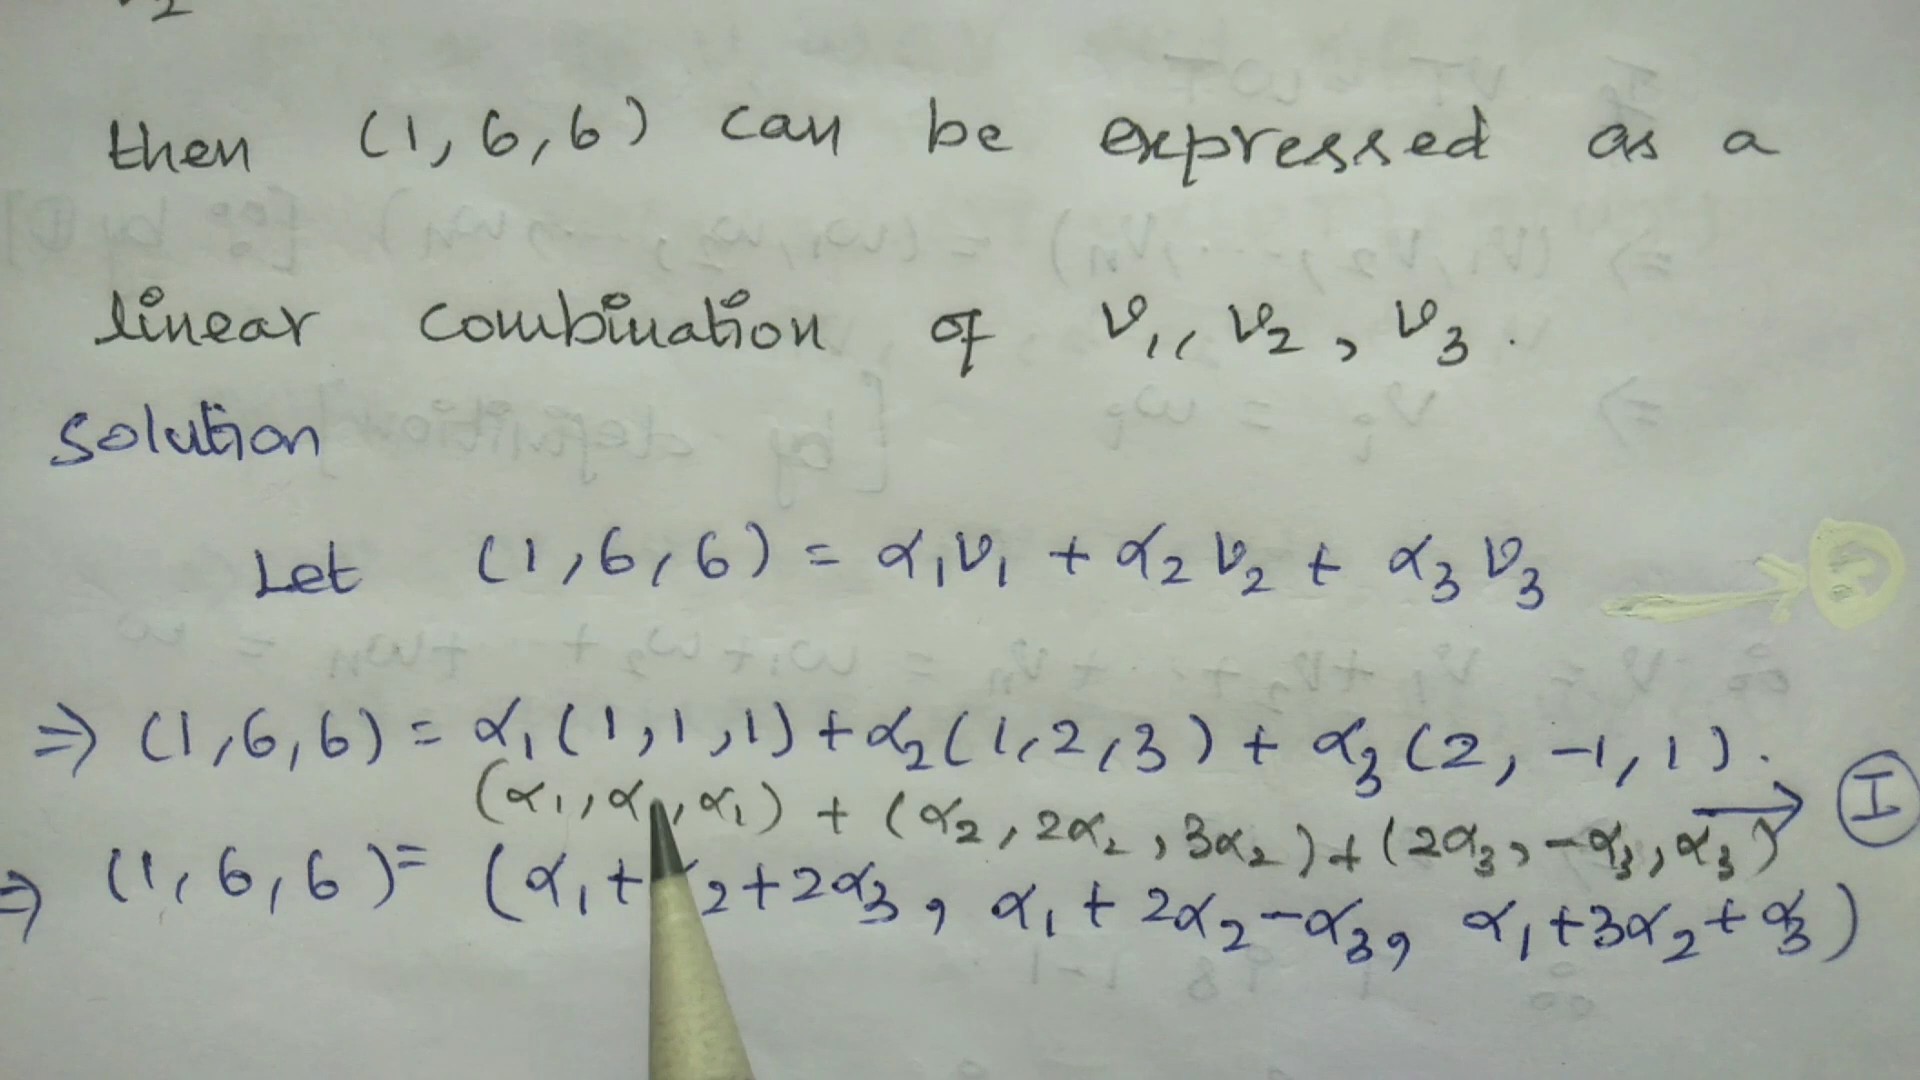 then (1,6,6) can be expressed as a
linear combination of v₁, v₂, v₃.
Solution
Let (1,6,6) = α₁v₁ + α₂v₂ + α₃v₃
⇒ (1,6,6) = α₁(1,1,1) + α₂(1,2,3) + α₃(2,-1,1). → Ⓘ
(α₁, α₁, α₁) + (α₂, 2α₂, 3α₂) + (2α₃, -α₃, α₃)
⇒ (1,6,6) = (α₁ + α₂ + 2α₃, α₁ + 2α₂ - α₃, α₁ + 3α₂ + α₃)